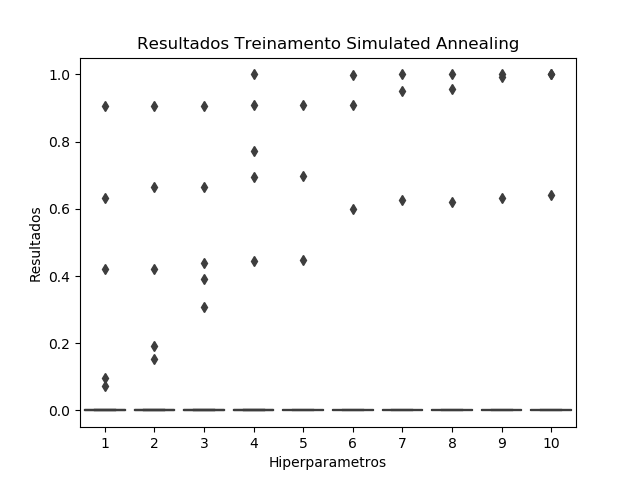 Resultados Treinamento Simulated Annealing
1.0
0.8
0.6
0.4
0.2
0.0
Resultados
1 2 3 4 5 6 7 8 9 10
Hiperparametros